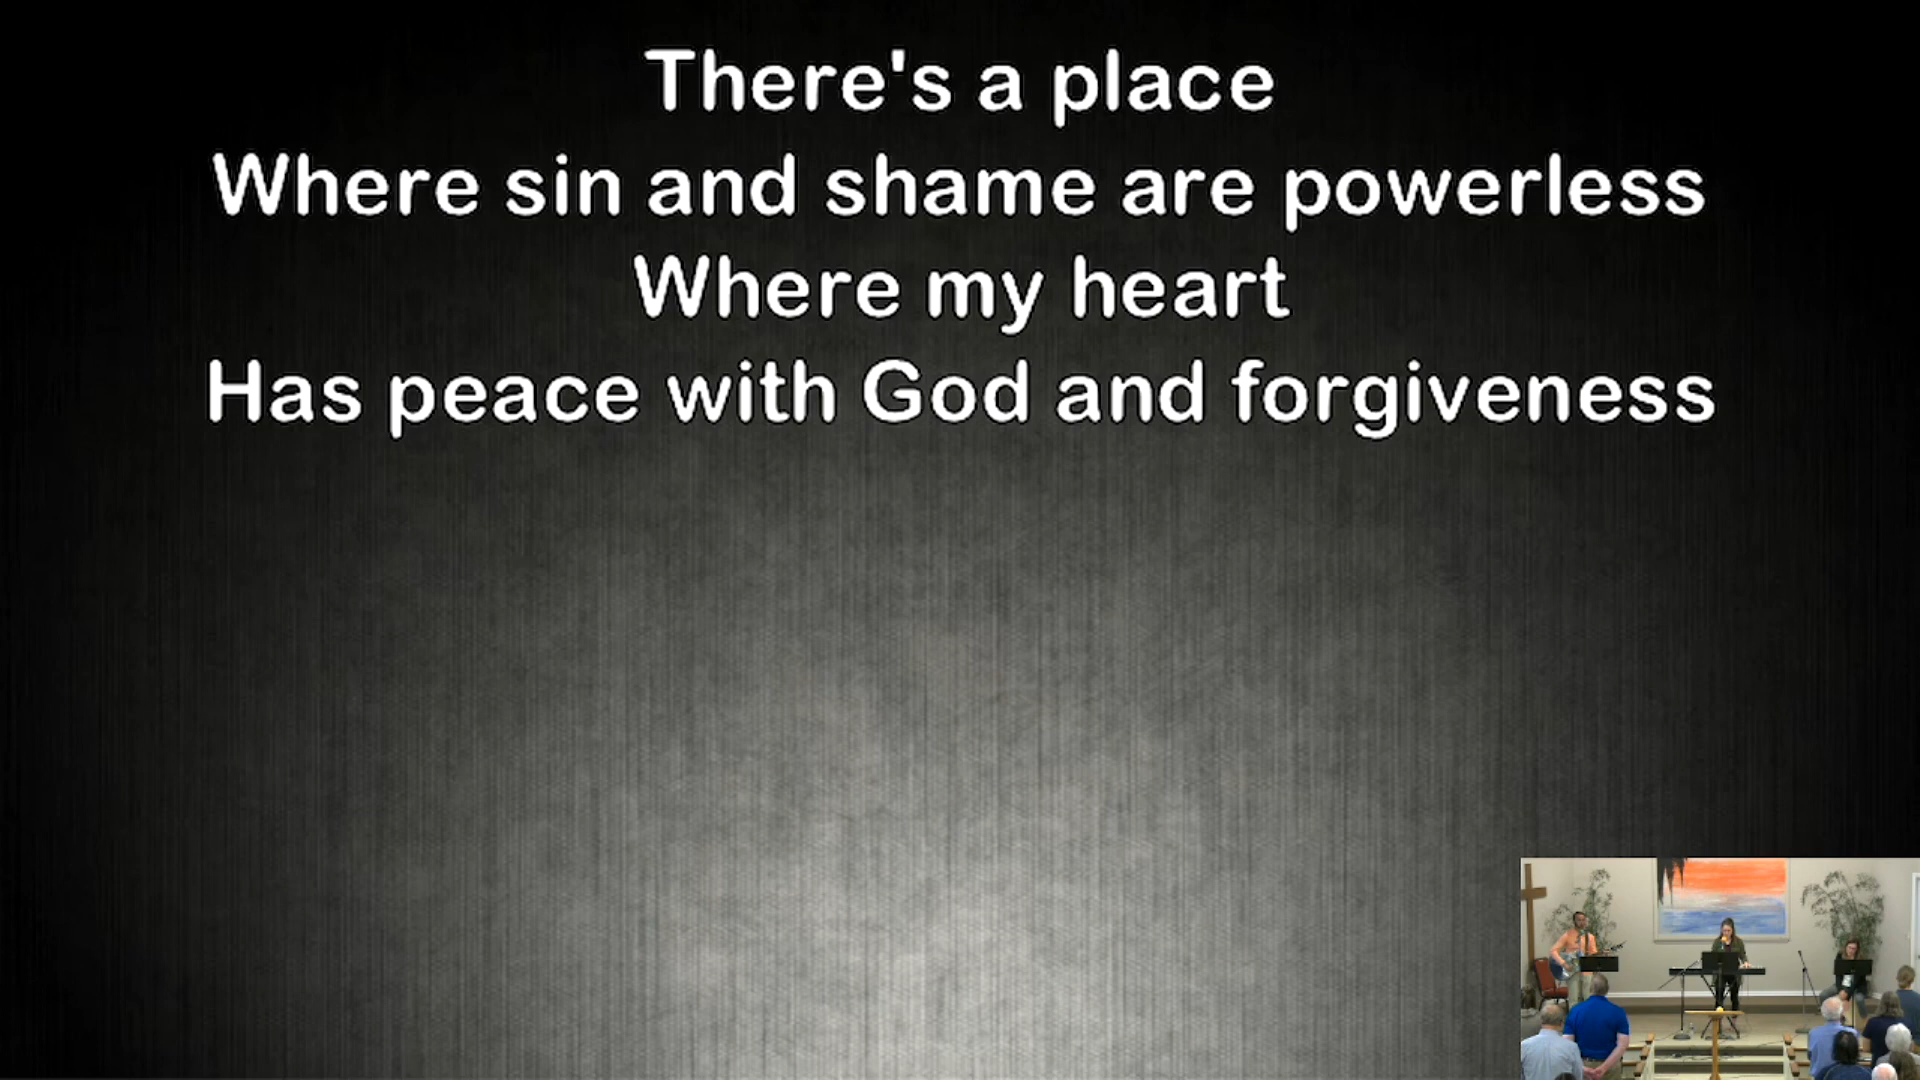 There's a place
Where sin and shame are powerless
Where my heart
Has peace with God and forgiveness